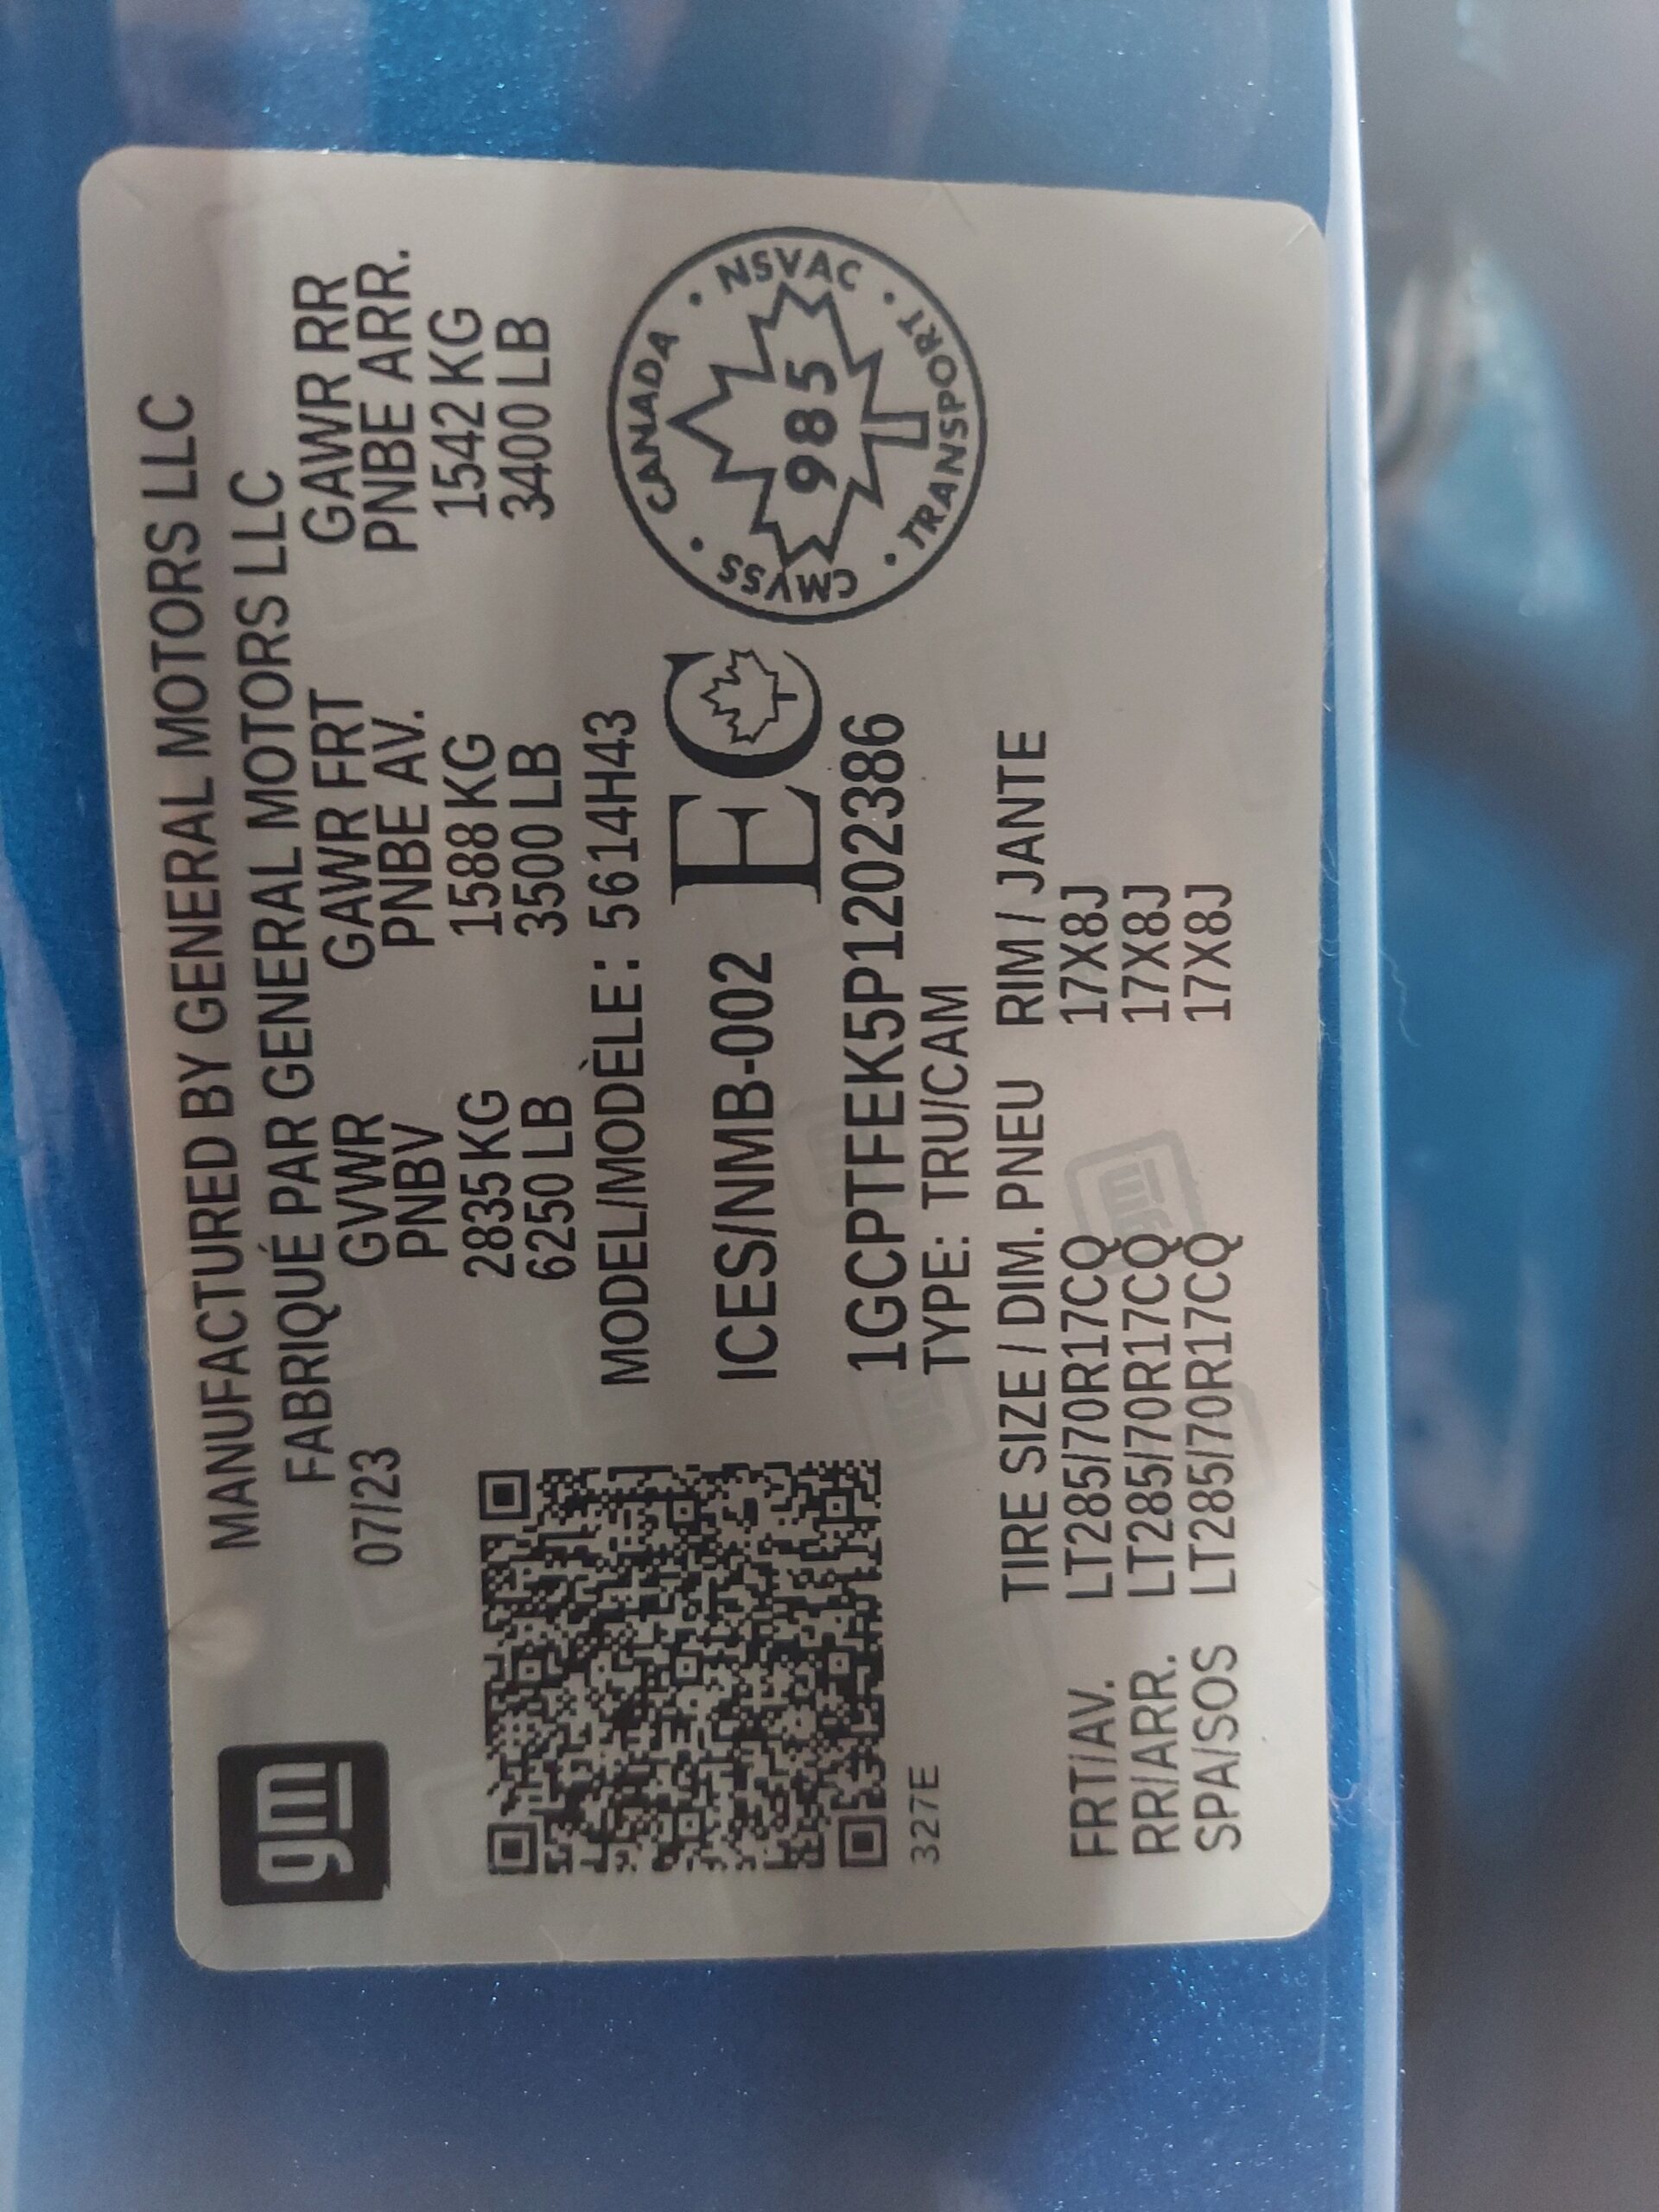 gm
MANUFACTURED BY GENERAL MOTORS LLC
FABRIQUÉ PAR GENERAL MOTORS LLC
07/23 GVWR GAWR FRT GAWR RR
PNBV PNBE AV. PNBE ARR.
2835 KG 1588 KG 1542 KG
6250 LB 3500 LB 3400 LB
MODEL/MODÈLE : 5614H43
ICES/NMB-002 EC
CANADA • NSVAC • TRANSPORT • CMVSS •
985
1GCPTFEK5P1202386
327E TYPE: TRU/CAM
TIRE SIZE / DIM. PNEU RIM / JANTE
FRT/AV. LT285/70R17CQ 17X8J
RR/ARR. LT285/70R17CQ 17X8J
SPA/SOS LT285/70R17CQ 17X8J